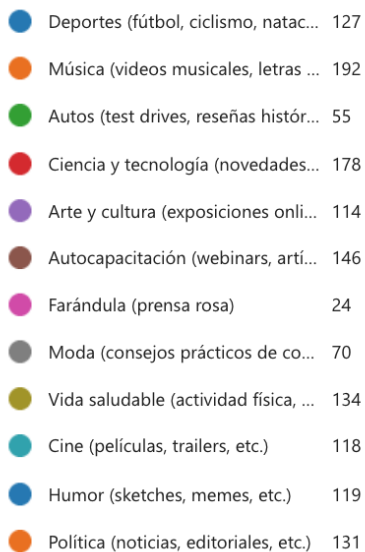 Deportes (fútbol, ciclismo, natac... 127
Música (videos musicales, letras ... 192
Autos (test drives, reseñas histór... 55
Ciencia y tecnología (novedades... 178
Arte y cultura (exposiciones onli... 114
Autocapacitación (webinars, artí... 146
Farándula (prensa rosa) 24
Moda (consejos prácticos de co... 70
Vida saludable (actividad física, ... 134
Cine (películas, trailers, etc.) 118
Humor (sketches, memes, etc.) 119
Política (noticias, editoriales, etc.) 131